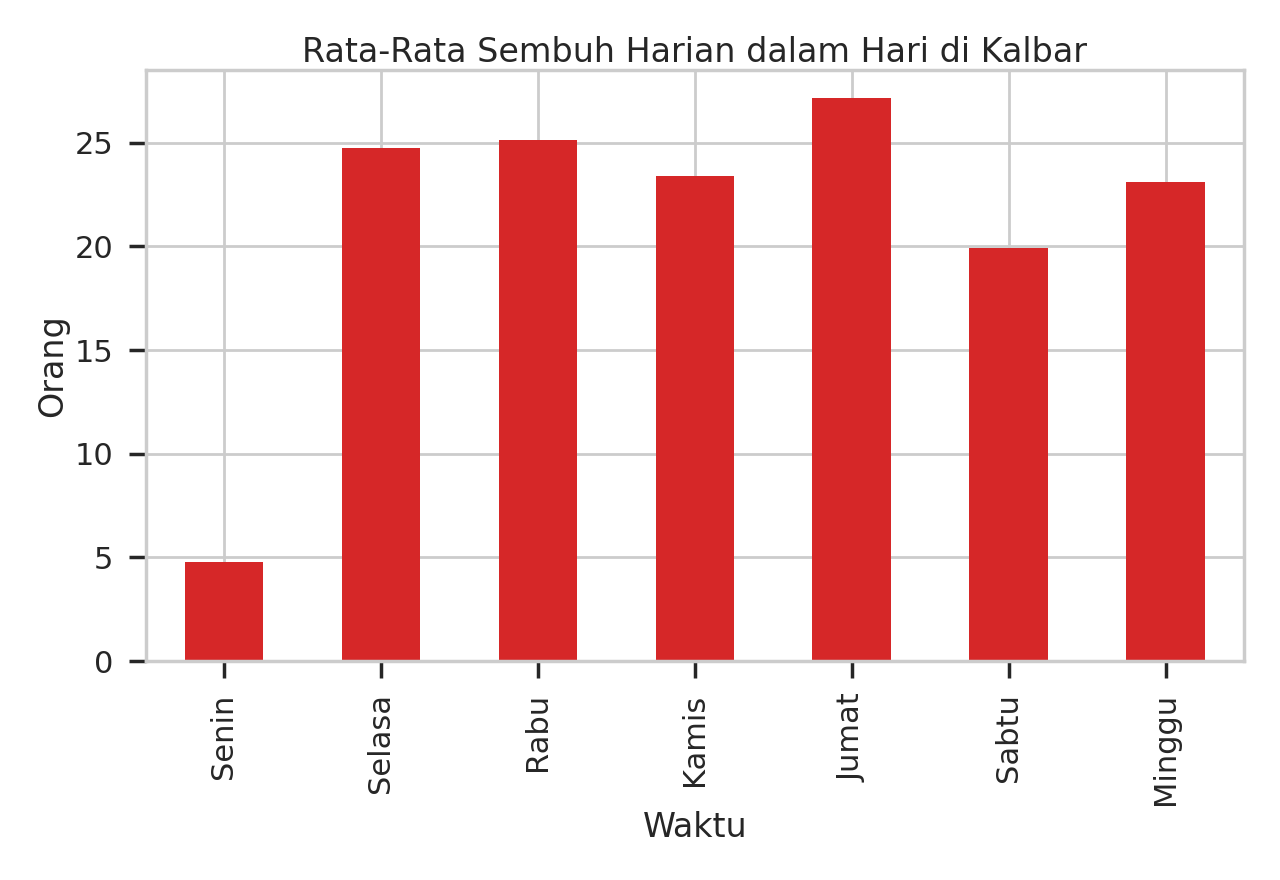 Rata-Rata Sembuh Harian dalam Hari di Kalbar
Orang
25
20
15
10
5
0
Senin
Selasa
Rabu
Kamis
Jumat
Sabtu
Minggu
Waktu